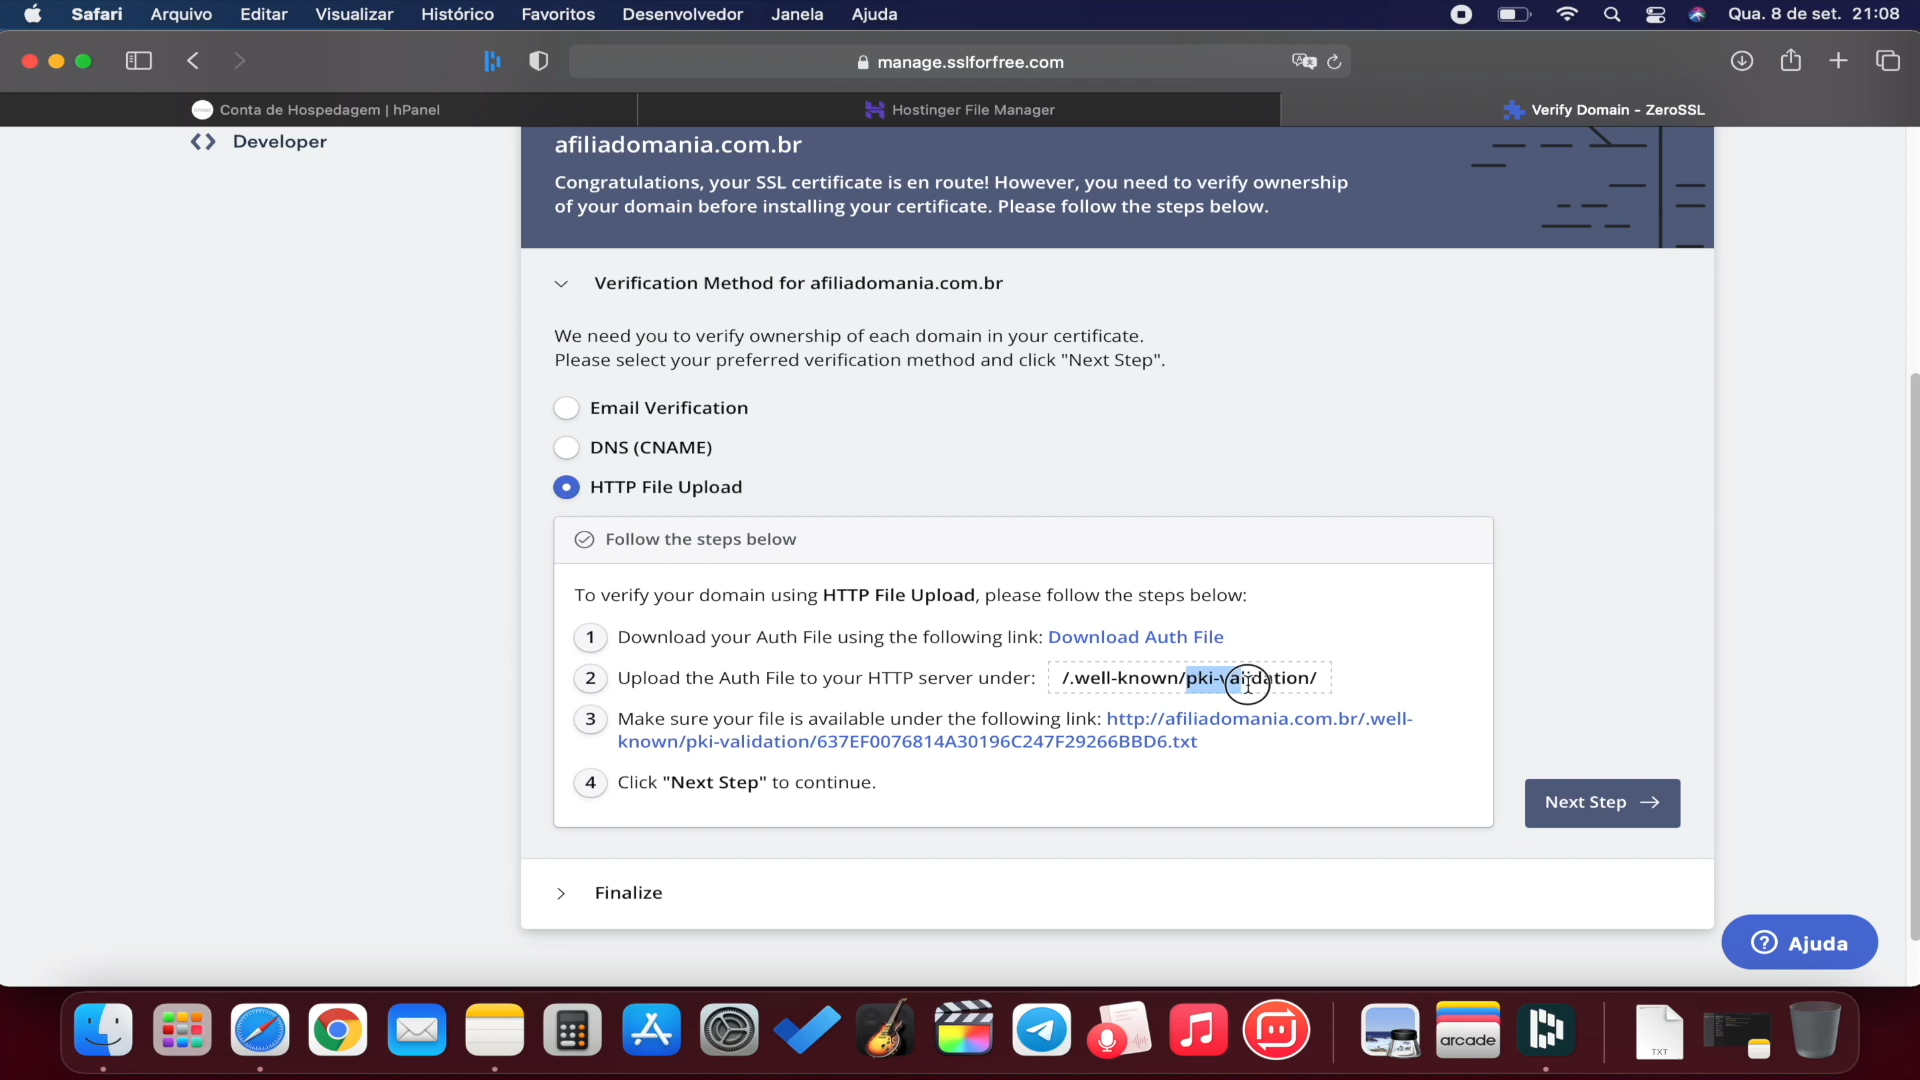 Safari Arquivo Editar Visualizar Histórico Favoritos Desenvolvedor Janela Ajuda Qua. 8 de set. 21:08
manage.sslforfree.com
Conta de Hospedagem | hPanel Hostinger File Manager Verify Domain - ZeroSSL
Developer
afiliadomania.com.br
Congratulations, your SSL certificate is en route! However, you need to verify ownership
of your domain before installing your certificate. Please follow the steps below.
Verification Method for afiliadomania.com.br
We need you to verify ownership of each domain in your certificate.
Please select your preferred verification method and click "Next Step".
Email Verification
DNS (CNAME)
HTTP File Upload
Follow the steps below
To verify your domain using HTTP File Upload, please follow the steps below:
1 Download your Auth File using the following link: Download Auth File
2 Upload the Auth File to your HTTP server under: /.well-known/pki-validation/
3 Make sure your file is available under the following link: http://afiliadomania.com.br/.well-
known/pki-validation/637EF0076814A30196C247F29266BBD6.txt
4 Click "Next Step" to continue.
Next Step
Finalize
Ajuda
arcade
TXT